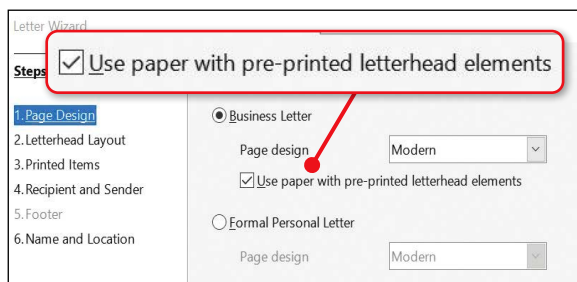 Letter Wizard
Use paper with pre-printed letterhead elements
Steps
1.Page Design
Business Letter
2.Letterhead Layout
Page design
Modern
3.Printed Items
Use paper with pre-printed letterhead elements
4.Recipient and Sender
5.Footer
Formal Personal Letter
6.Name and Location
Page design
Modern